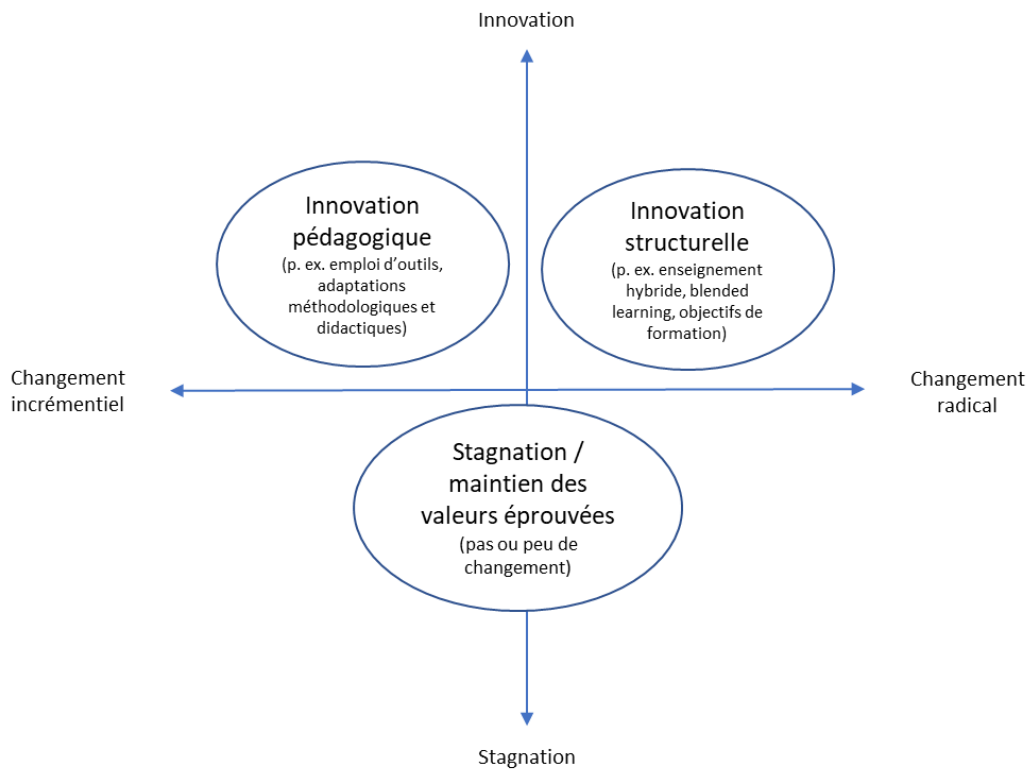 Innovation
Innovation
pédagogique
(p. ex. emploi d’outils,
adaptations
méthodologiques et
didactiques)
Innovation
structurelle
(p. ex. enseignement
hybride, blended
learning, objectifs de
formation)
Changement
incrémentiel
Changement
radical
Stagnation /
maintien des
valeurs éprouvées
(pas ou peu de
changement)
Stagnation